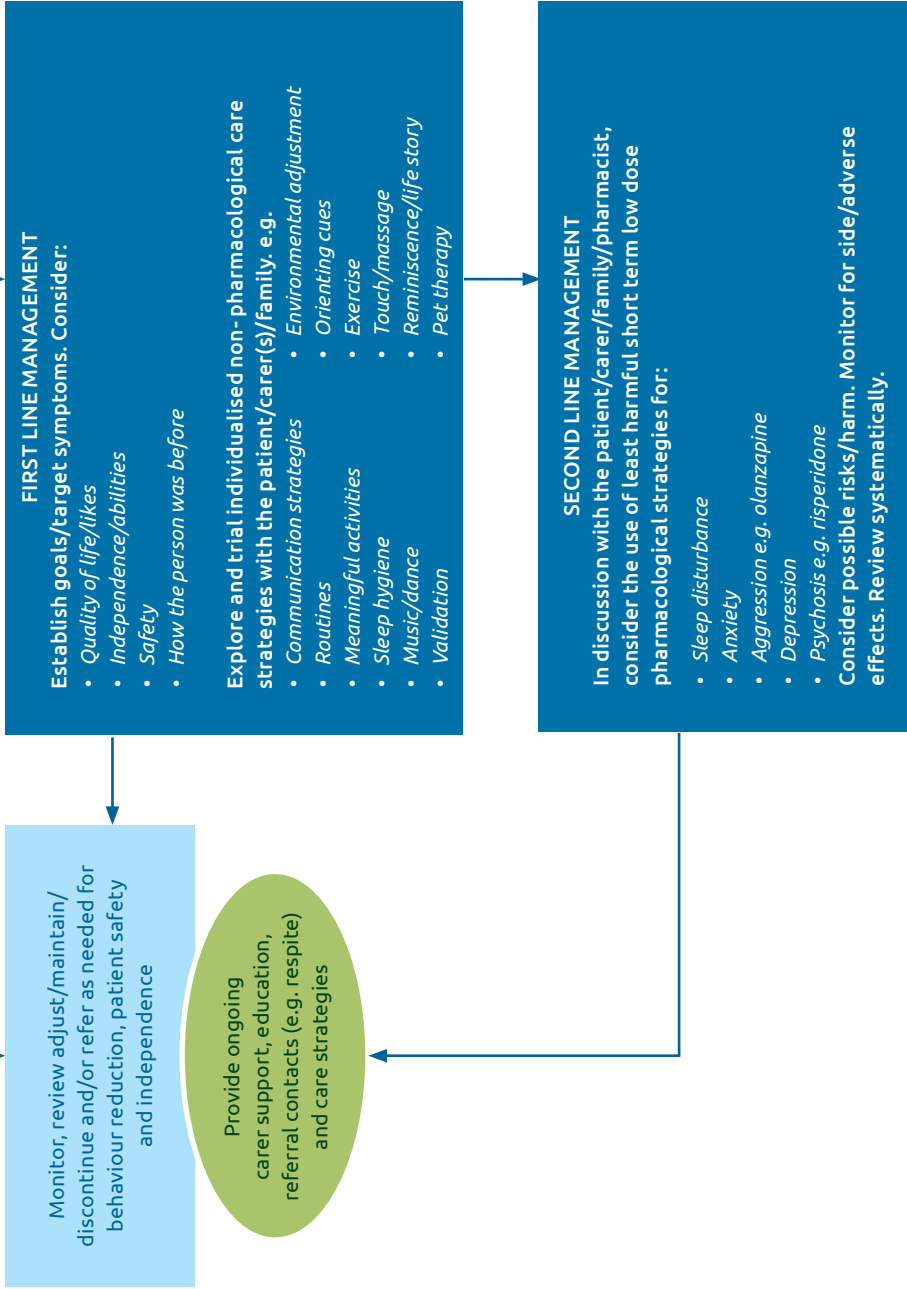 FIRST LINE MANAGEMENT
Establish goals/target symptoms. Consider:
• Quality of life/likes
• Independence/abilities
• Safety
• How the person was before
Explore and trial individualised non- pharmacological care
strategies with the patient/carer(s)/family. e.g.
• Communication strategies
• Routines
• Meaningful activities
• Sleep hygiene
• Music/dance
• Validation
• Environmental adjustment
• Orienting cues
• Exercise
• Touch/massage
• Reminiscence/life story
• Pet therapy
SECOND LINE MANAGEMENT
In discussion with the patient/carer/family/pharmacist,
consider the use of least harmful short term low dose
pharmacological strategies for:
• Sleep disturbance
• Anxiety
• Aggression e.g. olanzapine
• Depression
• Psychosis e.g. risperidone
Consider possible risks/harm. Monitor for side/adverse
effects. Review systematically.
Monitor, review adjust/maintain/
discontinue and/or refer as needed for
behaviour reduction, patient safety
and independence
Provide ongoing
carer support, education,
referral contacts (e.g. respite)
and care strategies